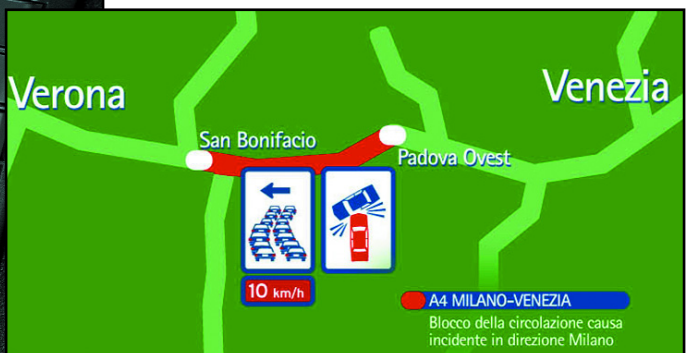 Verona
Venezia
San Bonifacio
Padova Ovest
10 km/h
A4 MILANO-VENEZIA
Blocco della circolazione causa
incidente in direzione Milano